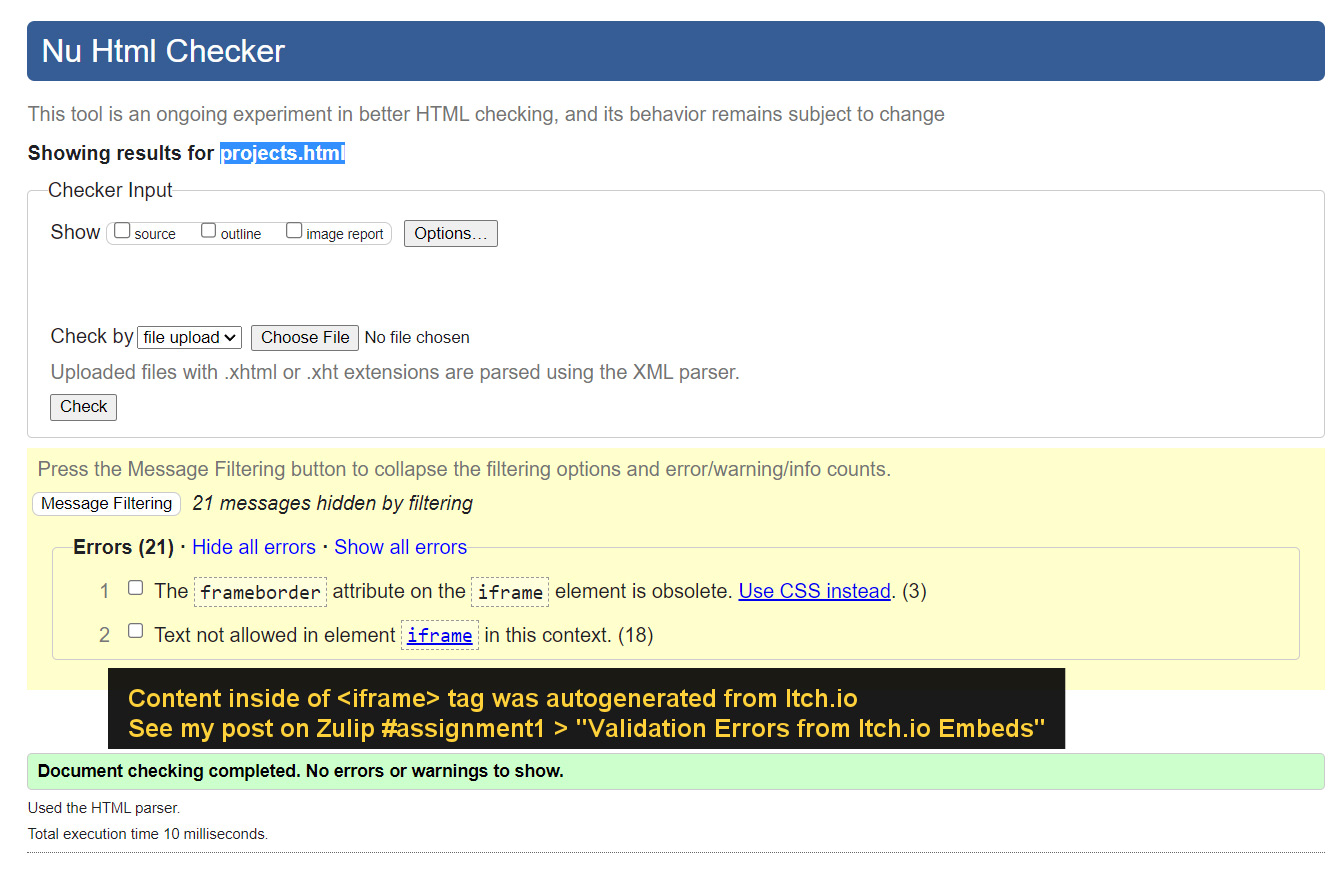 Nu Html Checker
This tool is an ongoing experiment in better HTML checking, and its behavior remains subject to change
Showing results for projects.html
Checker Input
Show source outline image report Options…
Check by file upload Choose File No file chosen
Uploaded files with .xhtml or .xht extensions are parsed using the XML parser.
Check
Press the Message Filtering button to collapse the filtering options and error/warning/info counts.
Message Filtering 21 messages hidden by filtering
Errors (21) · Hide all errors · Show all errors
1 The frameborder attribute on the iframe element is obsolete. Use CSS instead. (3)
2 Text not allowed in element iframe in this context. (18)
Content inside of <iframe> tag was autogenerated from Itch.io
See my post on Zulip #assignment1 > "Validation Errors from Itch.io Embeds"
Document checking completed. No errors or warnings to show.
Used the HTML parser.
Total execution time 10 milliseconds.